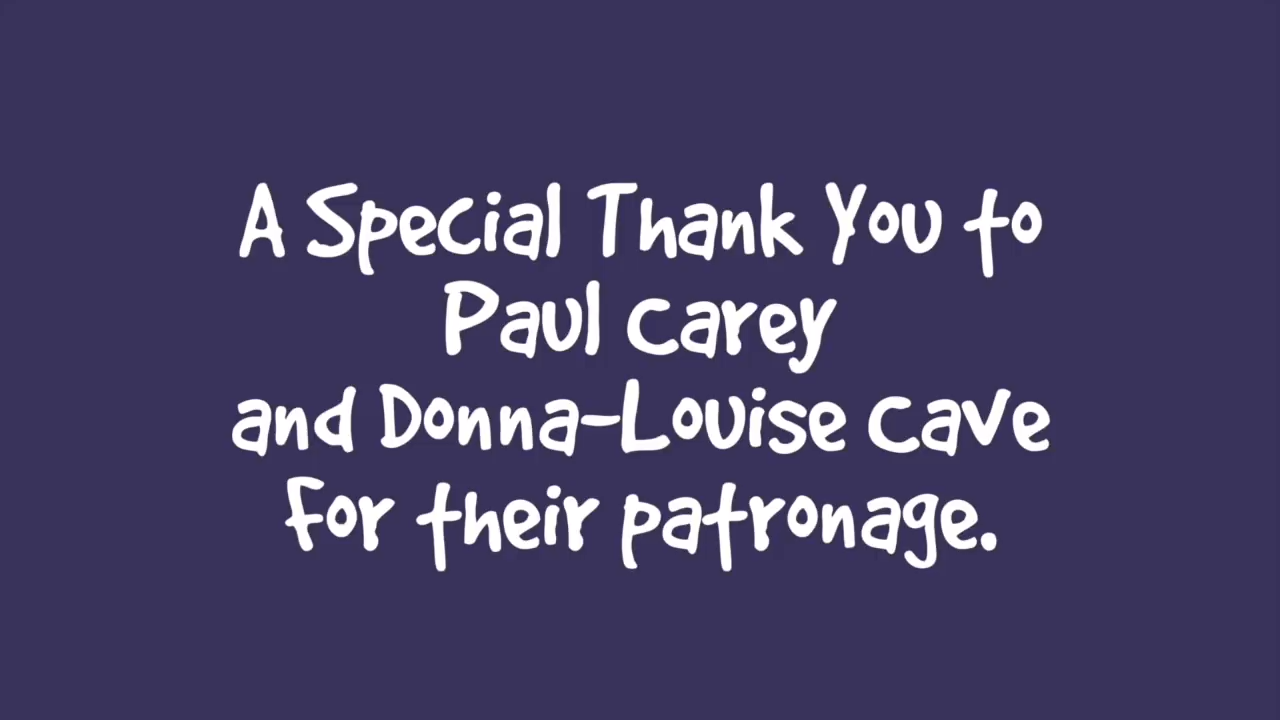 A Special Thank You to
Paul Carey
and Donna-Louise Cave
For their patronage.